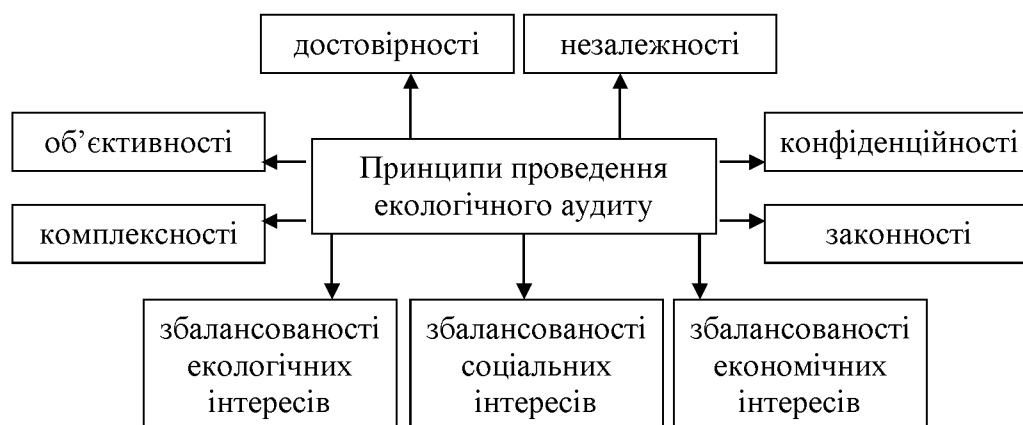 достовірності
незалежності
об’єктивності
конфіденційності
Принципи проведення
екологічного аудиту
комплексності
законності
збалансованості
екологічних
інтересів
збалансованості
соціальних
інтересів
збалансованості
економічних
інтересів